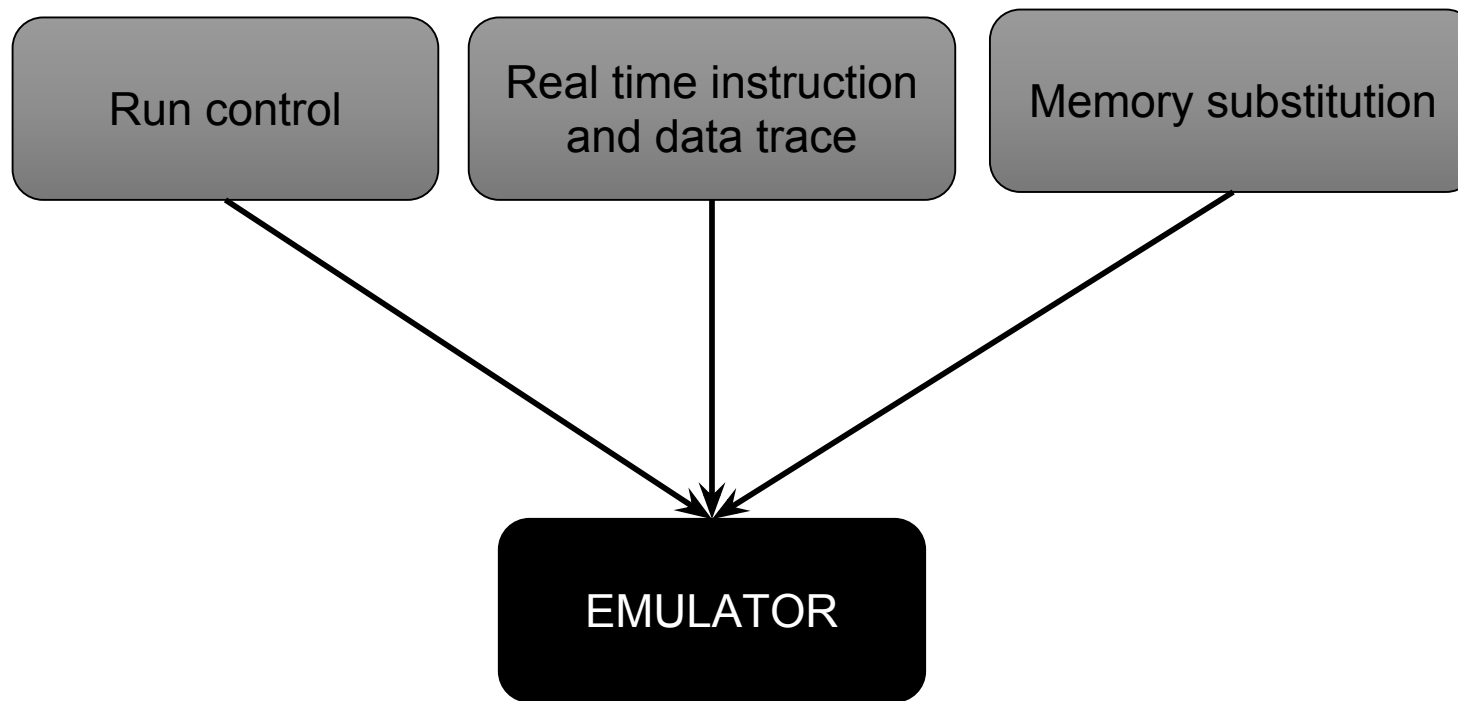 Run control
Real time instruction
and data trace
Memory substitution
EMULATOR